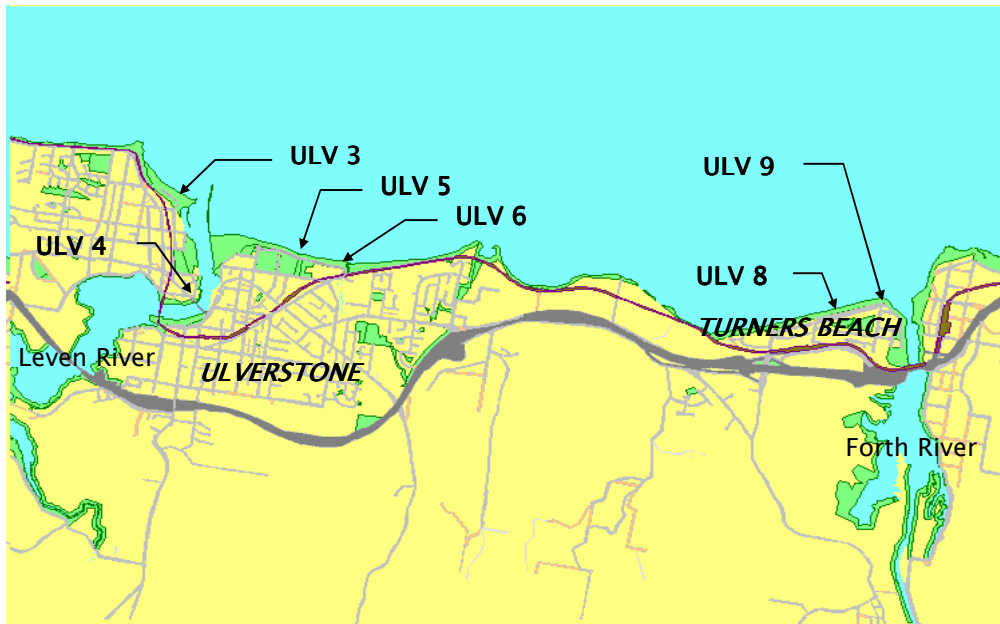 ULV 3
ULV 5
ULV 9
ULV 6
ULV 4
ULV 8
TURNERS BEACH
Leven River
ULVERSTONE
Forth River